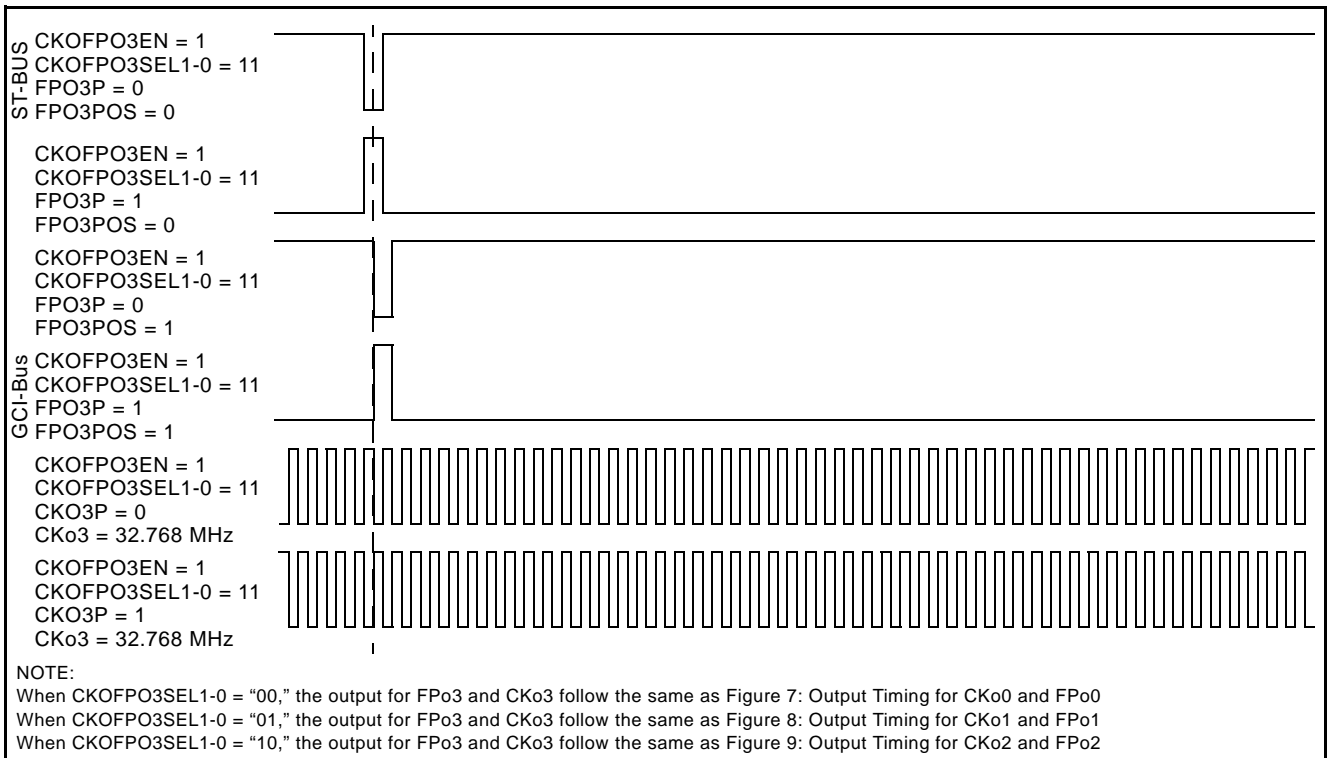 ST-BUS
CKOFPO3EN = 1
CKOFPO3SEL1-0 = 11
FPO3P = 0
FPO3POS = 0
CKOFPO3EN = 1
CKOFPO3SEL1-0 = 11
FPO3P = 1
FPO3POS = 0
CKOFPO3EN = 1
CKOFPO3SEL1-0 = 11
FPO3P = 0
FPO3POS = 1
GCI-Bus
CKOFPO3EN = 1
CKOFPO3SEL1-0 = 11
FPO3P = 1
FPO3POS = 1
CKOFPO3EN = 1
CKOFPO3SEL1-0 = 11
CKO3P = 0
CKo3 = 32.768 MHz
CKOFPO3EN = 1
CKOFPO3SEL1-0 = 11
CKO3P = 1
CKo3 = 32.768 MHz
NOTE:
When CKOFPO3SEL1-0 = “00,” the output for FPo3 and CKo3 follow the same as Figure 7: Output Timing for CKo0 and FPo0
When CKOFPO3SEL1-0 = “01,” the output for FPo3 and CKo3 follow the same as Figure 8: Output Timing for CKo1 and FPo1
When CKOFPO3SEL1-0 = “10,” the output for FPo3 and CKo3 follow the same as Figure 9: Output Timing for CKo2 and FPo2